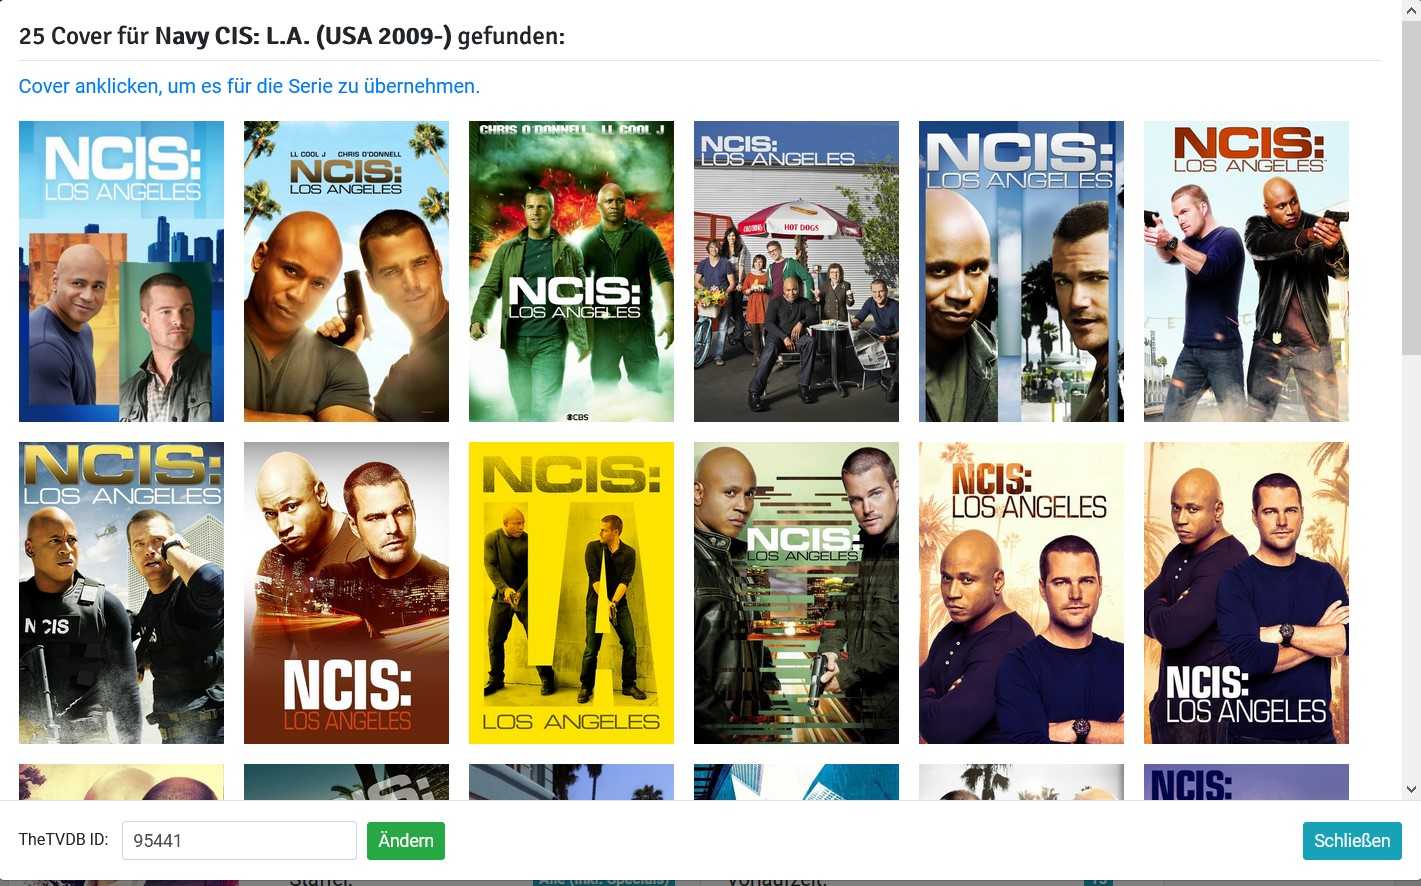 25 Cover für Navy CIS: L.A. (USA 2009-) gefunden:
Cover anklicken, um es für die Serie zu übernehmen.
NCIS:
LOS ANGELES
LL COOL J CHRIS O'DONNELL
NCIS:
LOS ANGELES
CHRIS O'DONNELL LL COOL J
NCIS:
LOS ANGELES
CBS
NCIS:
LOS ANGELES
HOT DOGS
NCIS:
LOS ANGELES
NCIS:
LOS ANGELES
NCIS:
LOS ANGELES
NCIS
NCIS:
LOS ANGELES
NCIS:
LA
LOS ANGELES
NCIS:
LOS ANGELES
NCIS:
LOS ANGELES
NCIS:
LOS ANGELES
NCIS:
NCIS:
TheTVDB ID: 95441 Ändern Schließen